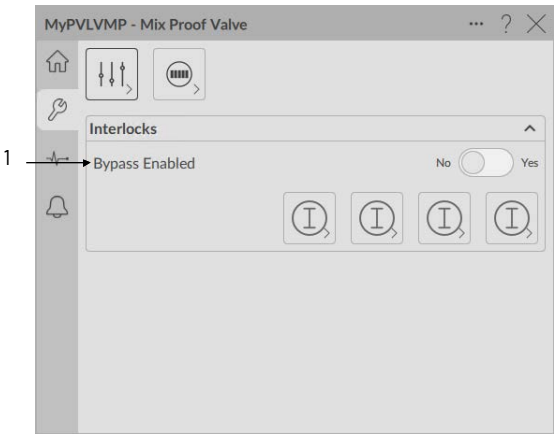 MyPVLVMP - Mix Proof Valve ... ?
Interlocks
1 Bypass Enabled No Yes